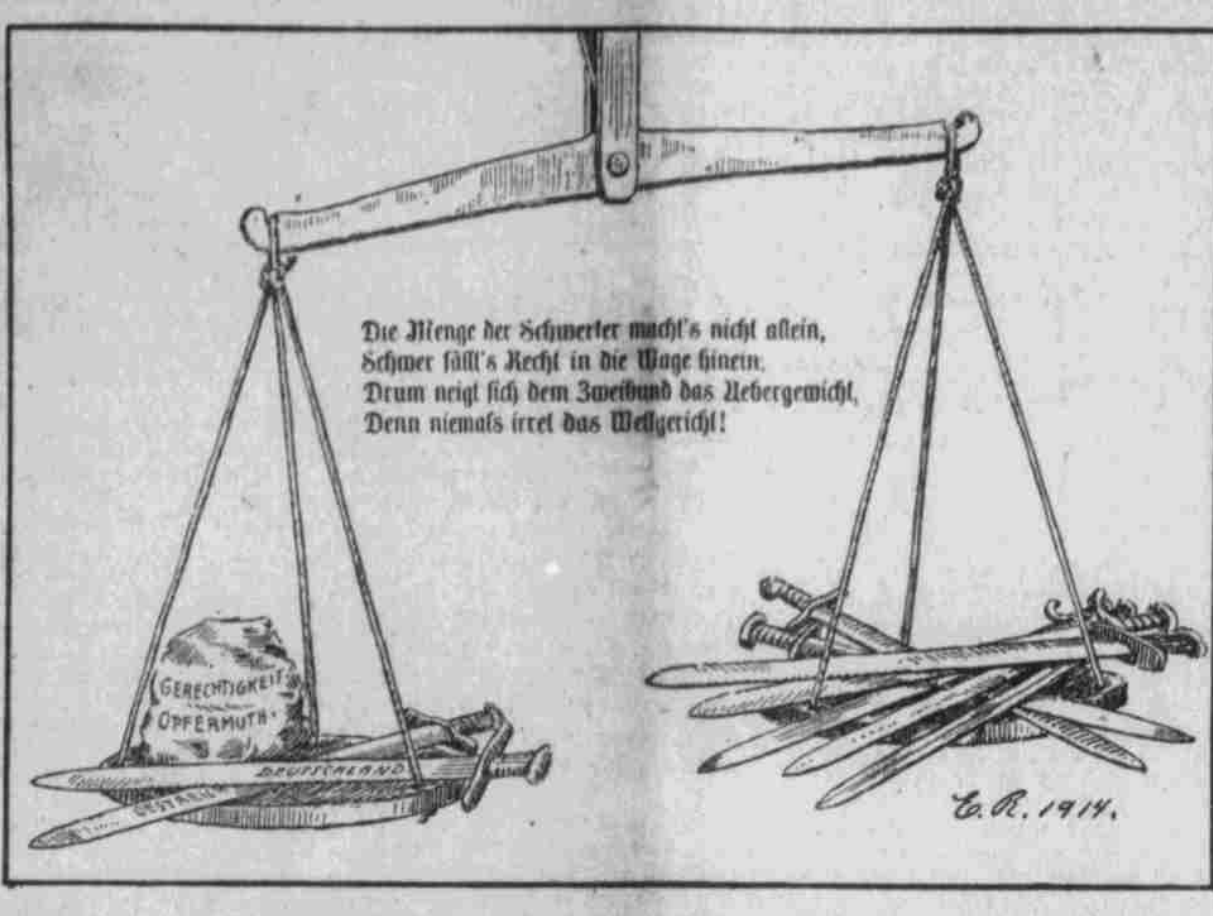 Die Menge der Schwerter macht's nicht allein,
Schwer fällt's Recht in die Wage hinein.
Drum neigt sich dem Zweibund das Uebergewicht,
Denn niemals irret das Weltgericht!
GERECHTIGKEIT
OPFERMUTH
DEUTSCHLAND
OESTREICH
E. R. 1914.